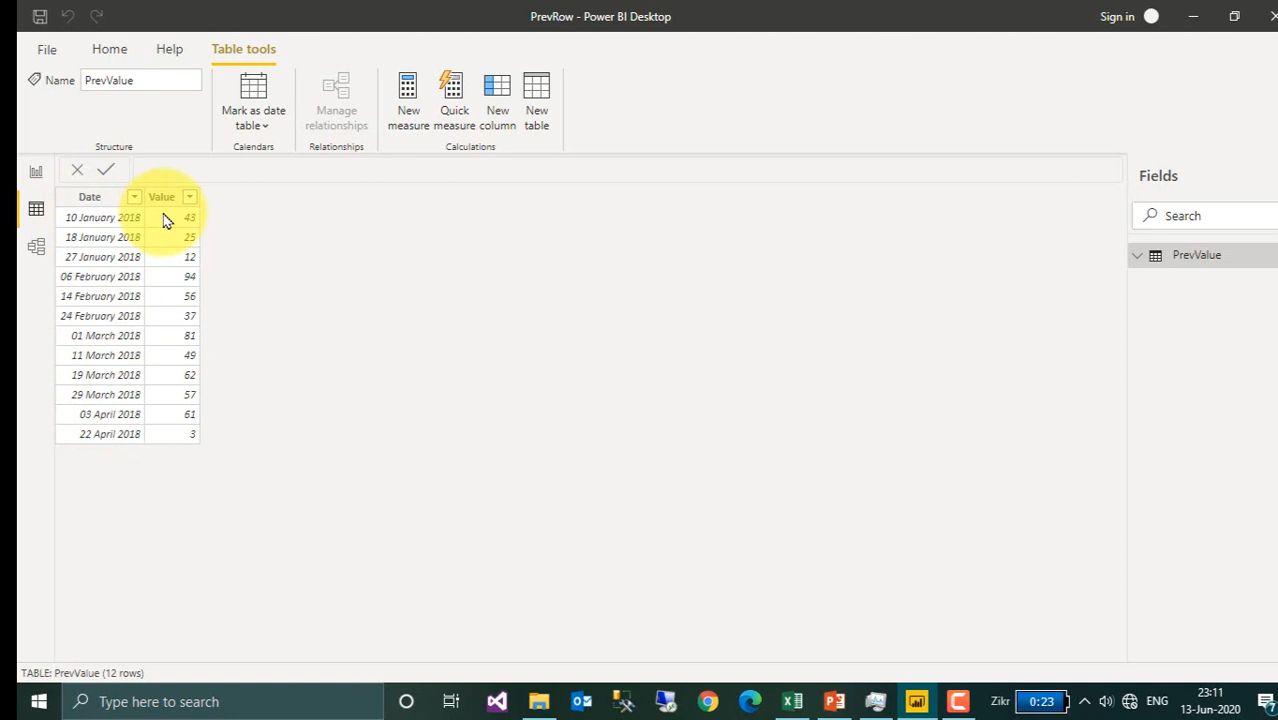 PrevRow - Power BI Desktop
Sign in
File Home Help Table tools
Name PrevValue
Mark as date table
Manage relationships
New measure
Quick measure
New column
New table
Structure Calendars Relationships Calculations
Date Value
10 January 2018 43
18 January 2018 25
27 January 2018 12
06 February 2018 94
14 February 2018 56
24 February 2018 37
01 March 2018 81
11 March 2018 49
19 March 2018 62
29 March 2018 57
03 April 2018 61
22 April 2018 3
Fields
Search
PrevValue
TABLE: PrevValue (12 rows)
Type here to search
Zikr 0:23
ENG
23:11
13-Jun-2020
7